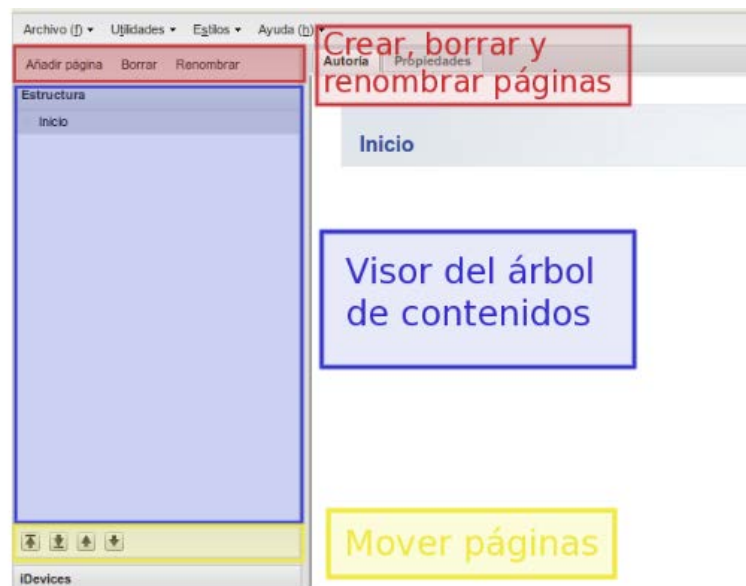 Archivo (f) Utilidades Estilos Ayuda (h)
Crear, borrar y
renombrar páginas
Añadir página Borrar Renombrar
Autoría Propiedades
Estructura
Inicio
Inicio
Visor del árbol
de contenidos
Mover páginas
iDevices